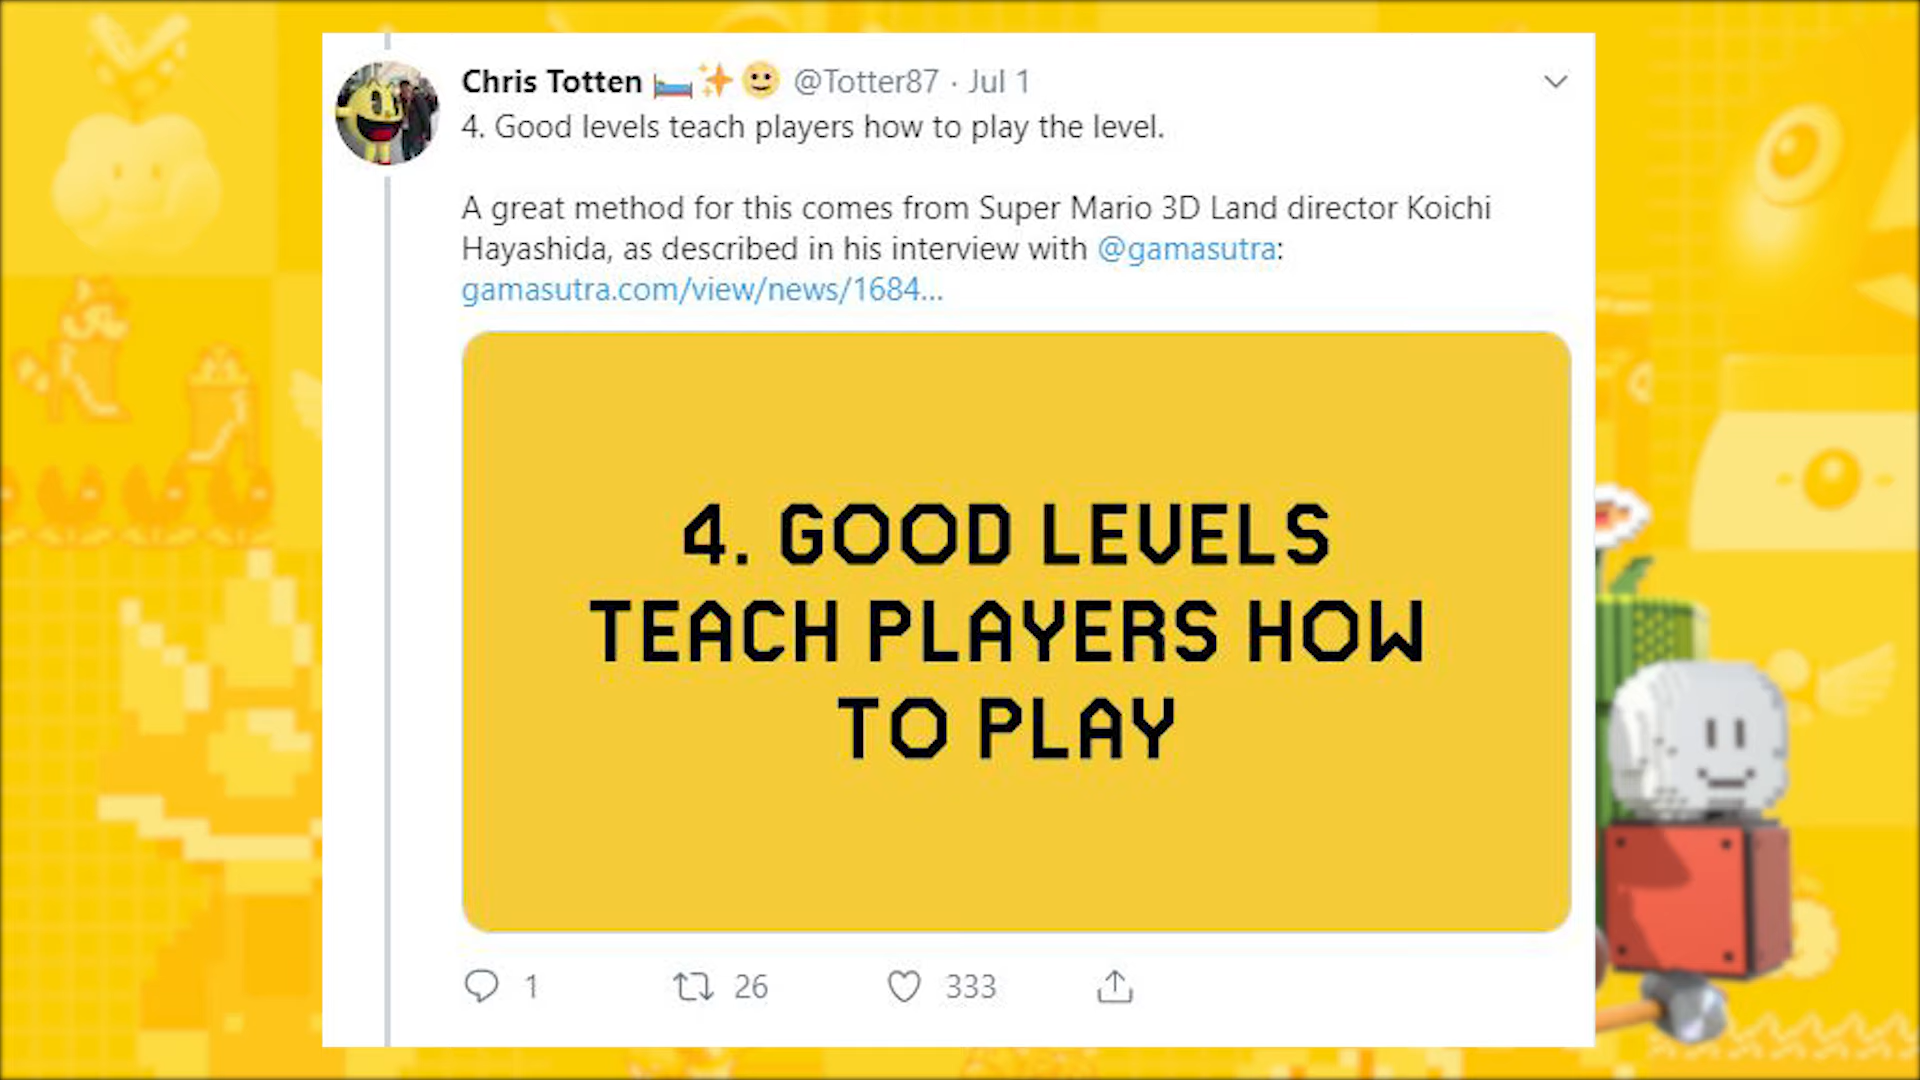 Chris Totten 🛏️✨🙂 @Totter87 · Jul 1
4. Good levels teach players how to play the level.
A great method for this comes from Super Mario 3D Land director Koichi
Hayashida, as described in his interview with @gamasutra:
gamasutra.com/view/news/1684...
4. GOOD LEVELS
TEACH PLAYERS HOW
TO PLAY
1 26 333